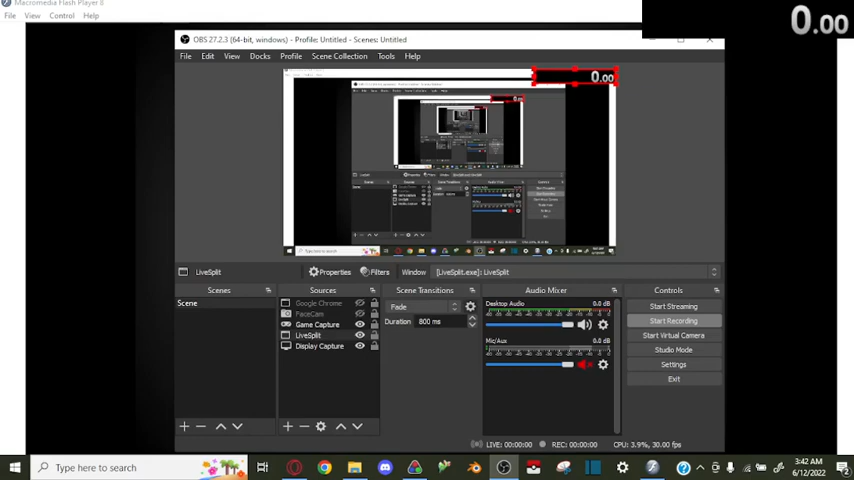 Macromedia Flash Player 8
File View Control Help
0.00
OBS 27.2.3 (64-bit, windows) - Profile: Untitled - Scenes: Untitled
File Edit View Docks Profile Scene Collection Tools Help
0.00
LiveSplit
Properties
Filters
Window
[LiveSplit.exe]: LiveSplit
Scenes
Sources
Scene Transitions
Audio Mixer
Controls
Scene
Google Chrome
FaceCam
Game Capture
LiveSplit
Display Capture
Fade
Duration
800 ms
Desktop Audio
0.0 dB
Mic/Aux
0.0 dB
Start Streaming
Start Recording
Start Virtual Camera
Studio Mode
Settings
Exit
LIVE: 00:00:00
REC: 00:00:00
CPU: 3.9%, 30.00 fps
Type here to search
3:42 AM
6/12/2022
2